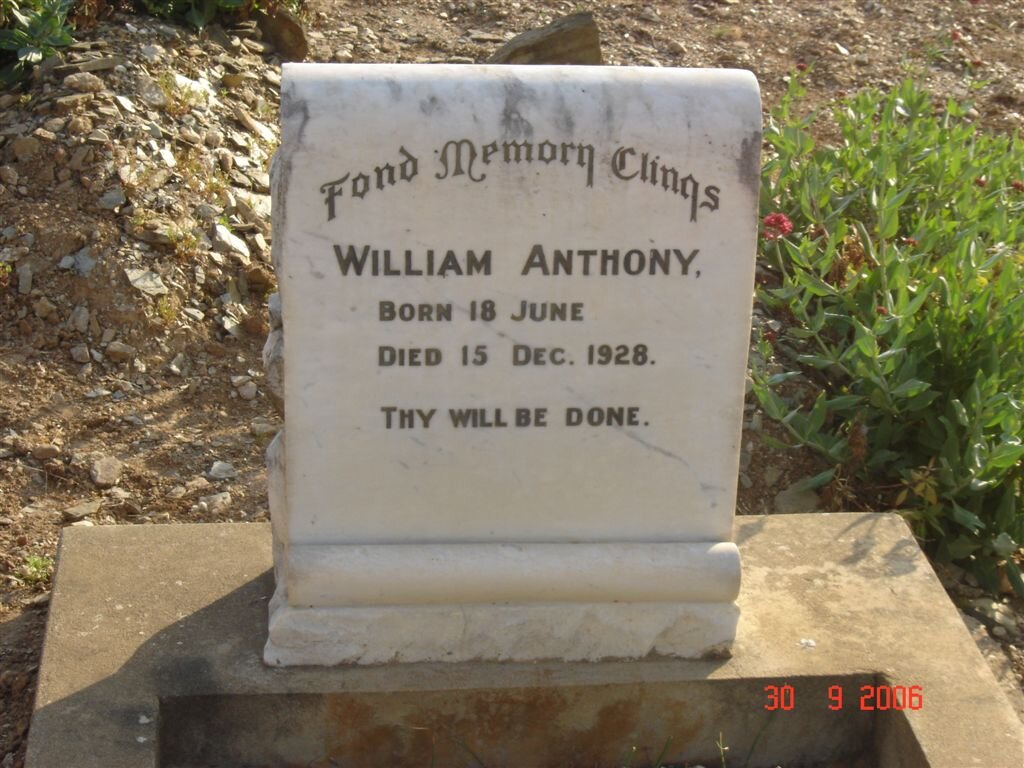 Fond Memory Clings
WILLIAM ANTHONY,
BORN 18 JUNE
DIED 15 DEC. 1928.
THY WILL BE DONE.
30 9 2006